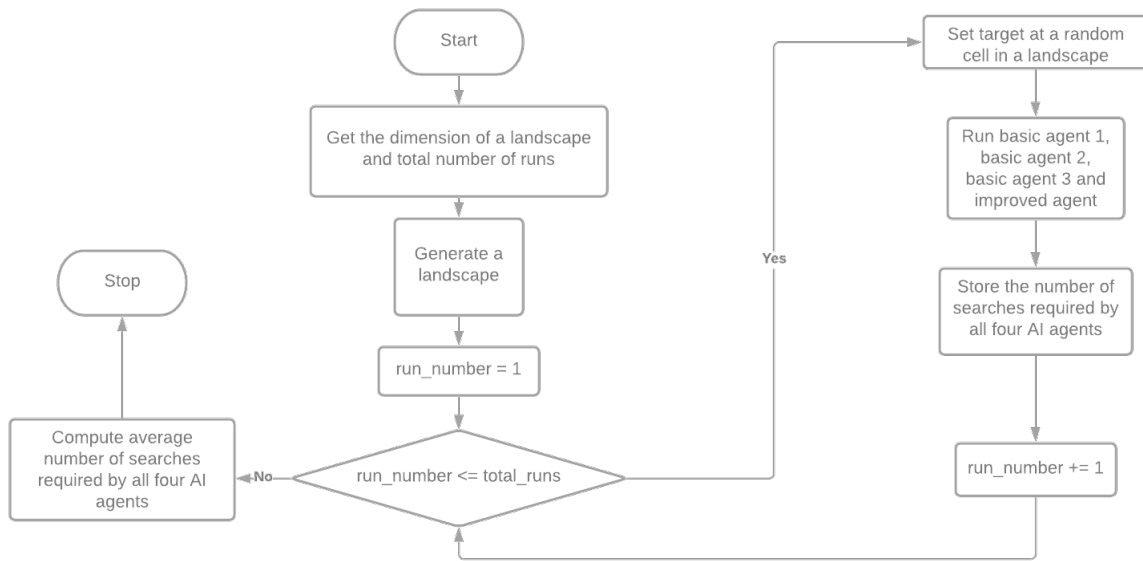 Start
Get the dimension of a landscape
and total number of runs
Generate a
landscape
run_number = 1
run_number <= total_runs
No
Compute average
number of searches
required by all four AI
agents
Stop
Yes
Set target at a random
cell in a landscape
Run basic agent 1,
basic agent 2,
basic agent 3 and
improved agent
Store the number of
searches required by
all four AI agents
run_number += 1